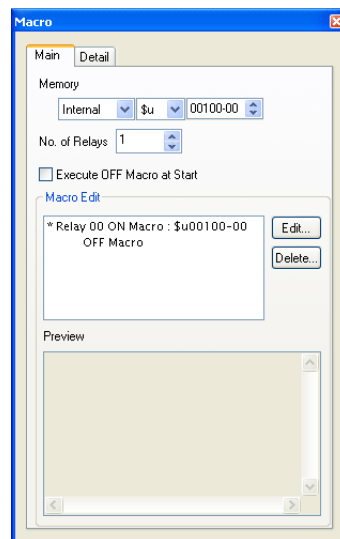 Macro
Main Detail
Memory
Internal $u 00100-00
No. of Relays 1
Execute OFF Macro at Start
Macro Edit
* Relay 00 ON Macro : $u00100-00
OFF Macro
Edit...
Delete...
Preview